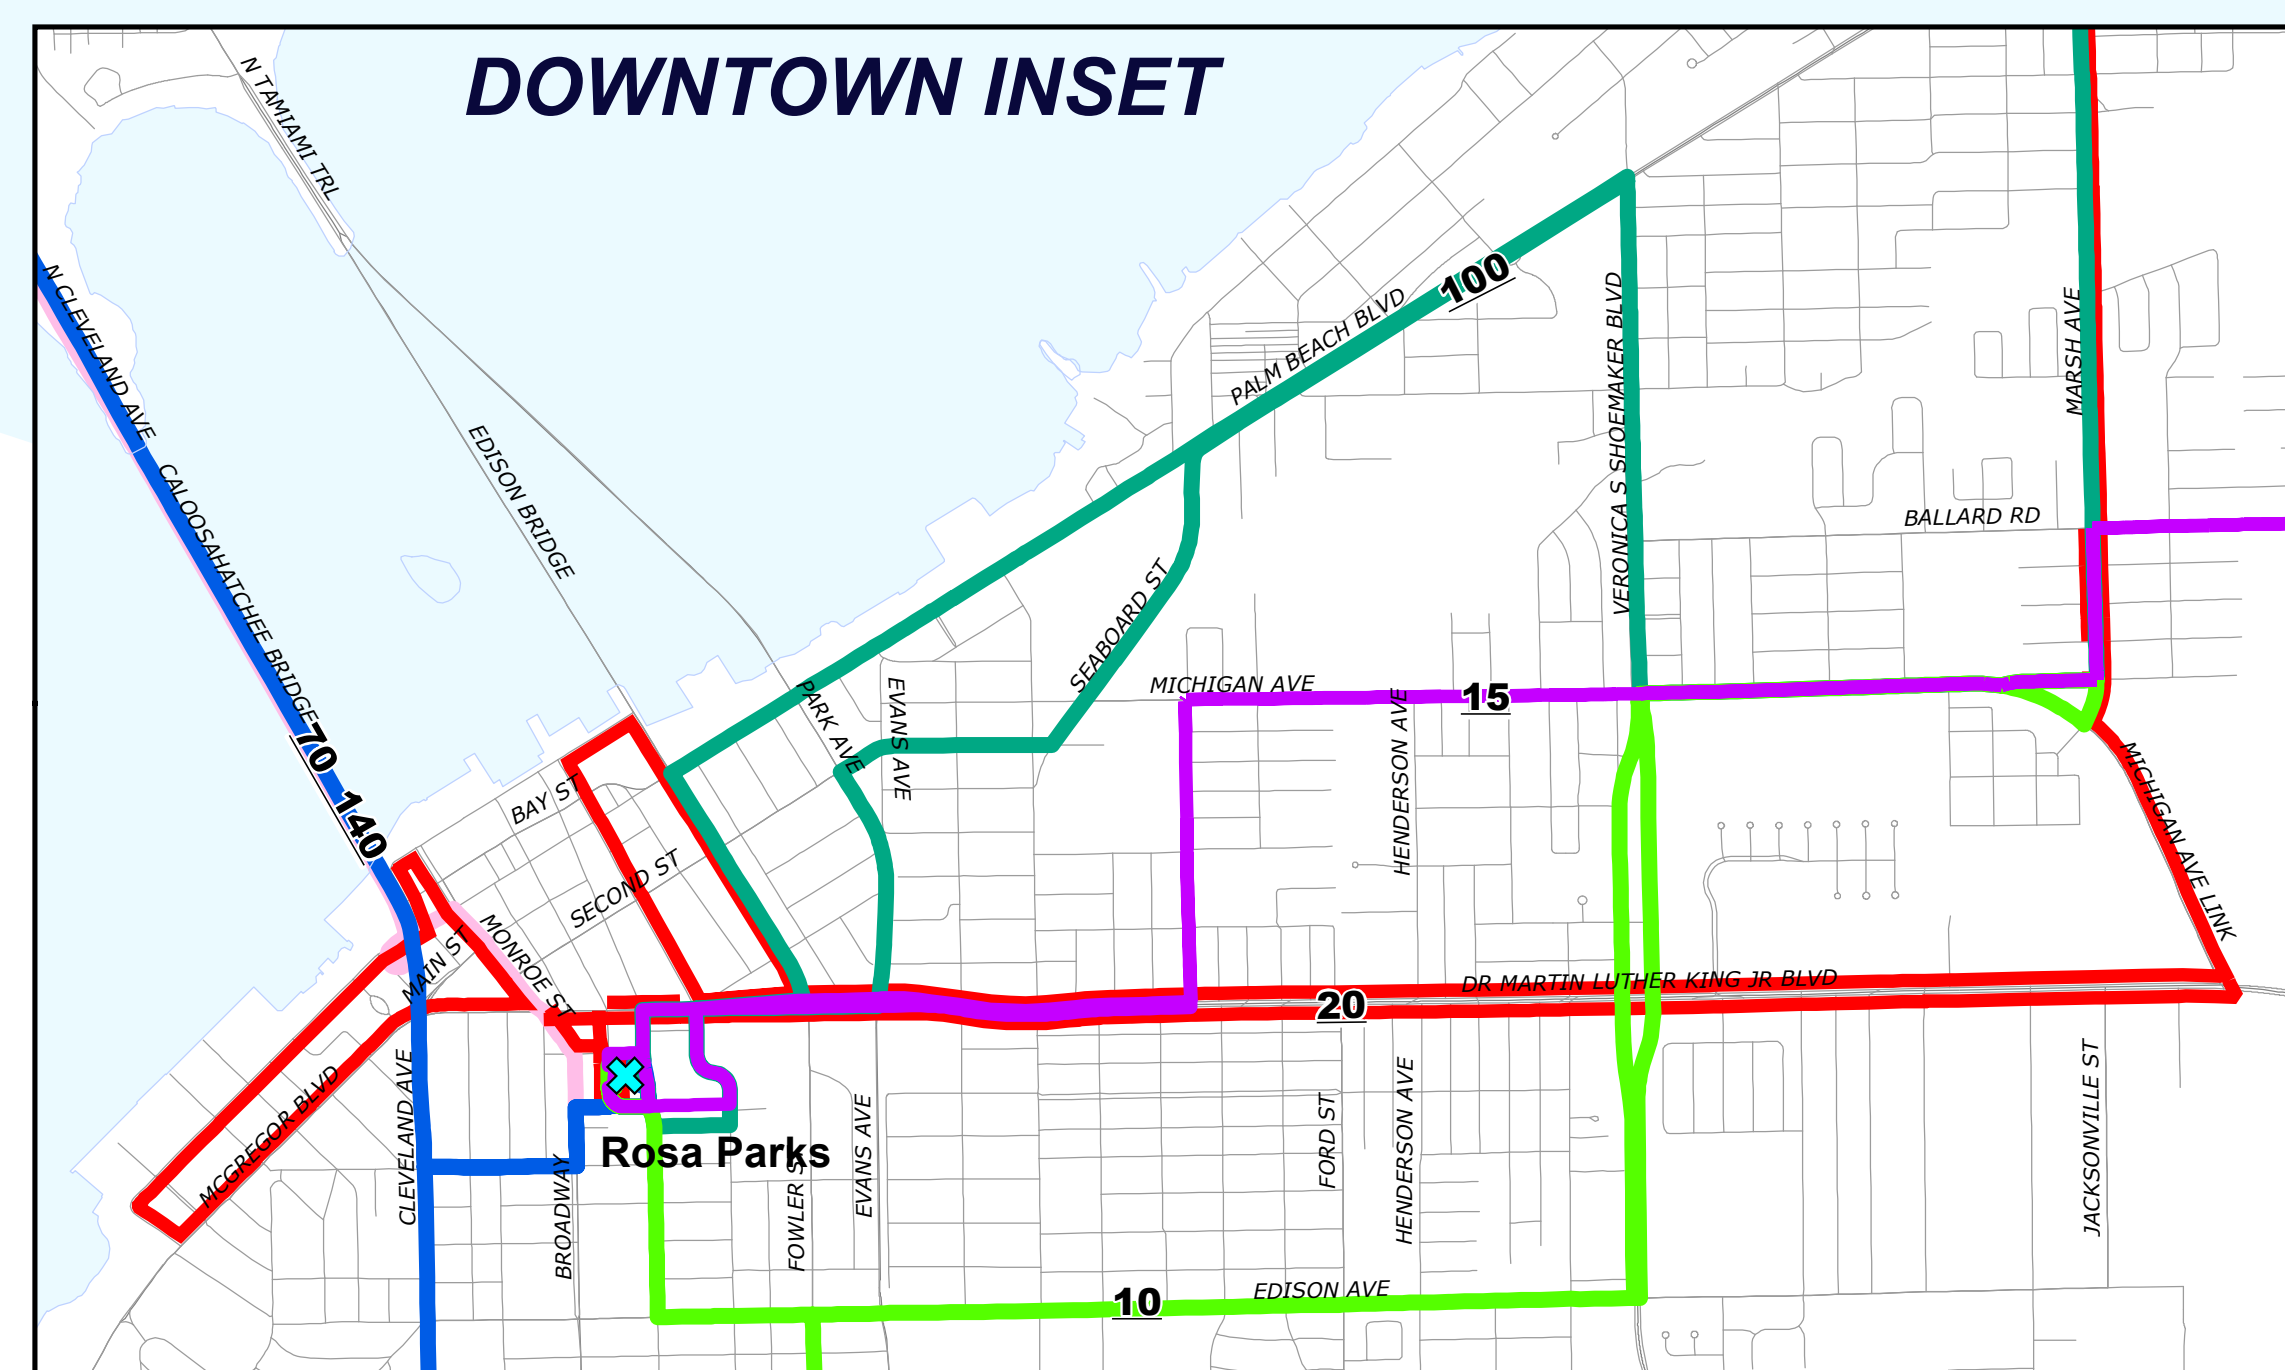 DOWNTOWN INSET
N TAMIAMI TRL
N CLEVELAND AVE
100
PALM BEACH BLVD
VERONICA S SHOEMAKER BLVD
MARSH AVE
EDISON BRIDGE
CALOOSAHATCHEE BRIDGE
BALLARD RD
SEABOARD ST
MICHIGAN AVE
15
PARK AVE
EVANS AVE
HENDERSON AVE
70
140
BAY ST
SECOND ST
MICHIGAN AVE LINK
MAIN ST
MONROE ST
DR MARTIN LUTHER KING JR BLVD
20
MCGREGOR BLVD
CLEVELAND AVE
Rosa Parks
BROADWAY
FOWLER ST
EVANS AVE
FORD ST
HENDERSON AVE
JACKSONVILLE ST
EDISON AVE
10